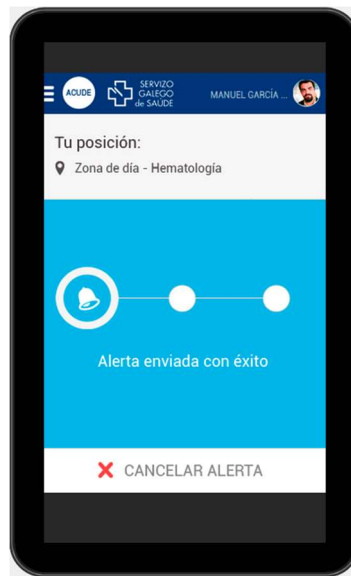 ACUDE
SERVIZO
GALEGO
de SAÚDE
MANUEL GARCÍA ...
Tu posición:
Zona de día - Hematología
Alerta enviada con éxito
CANCELAR ALERTA